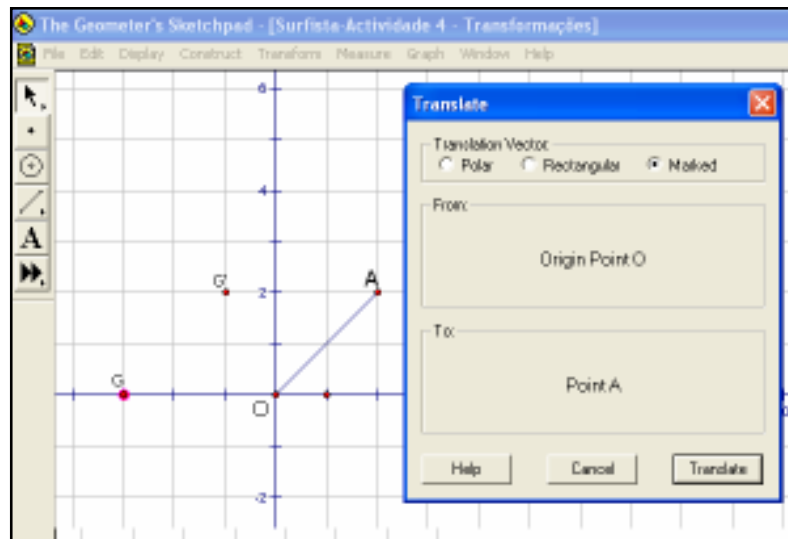 The Geometer's Sketchpad - [Surfista-Actividade 4 - Transformações]
File Edit Display Construct Transform Measure Graph Window Help
Translate
Translation Vector:
Polar Rectangular Marked
From:
Origin Point O
To:
Point A
Help Cancel Translate
A
6
4
G' 2 A
G
O
-2